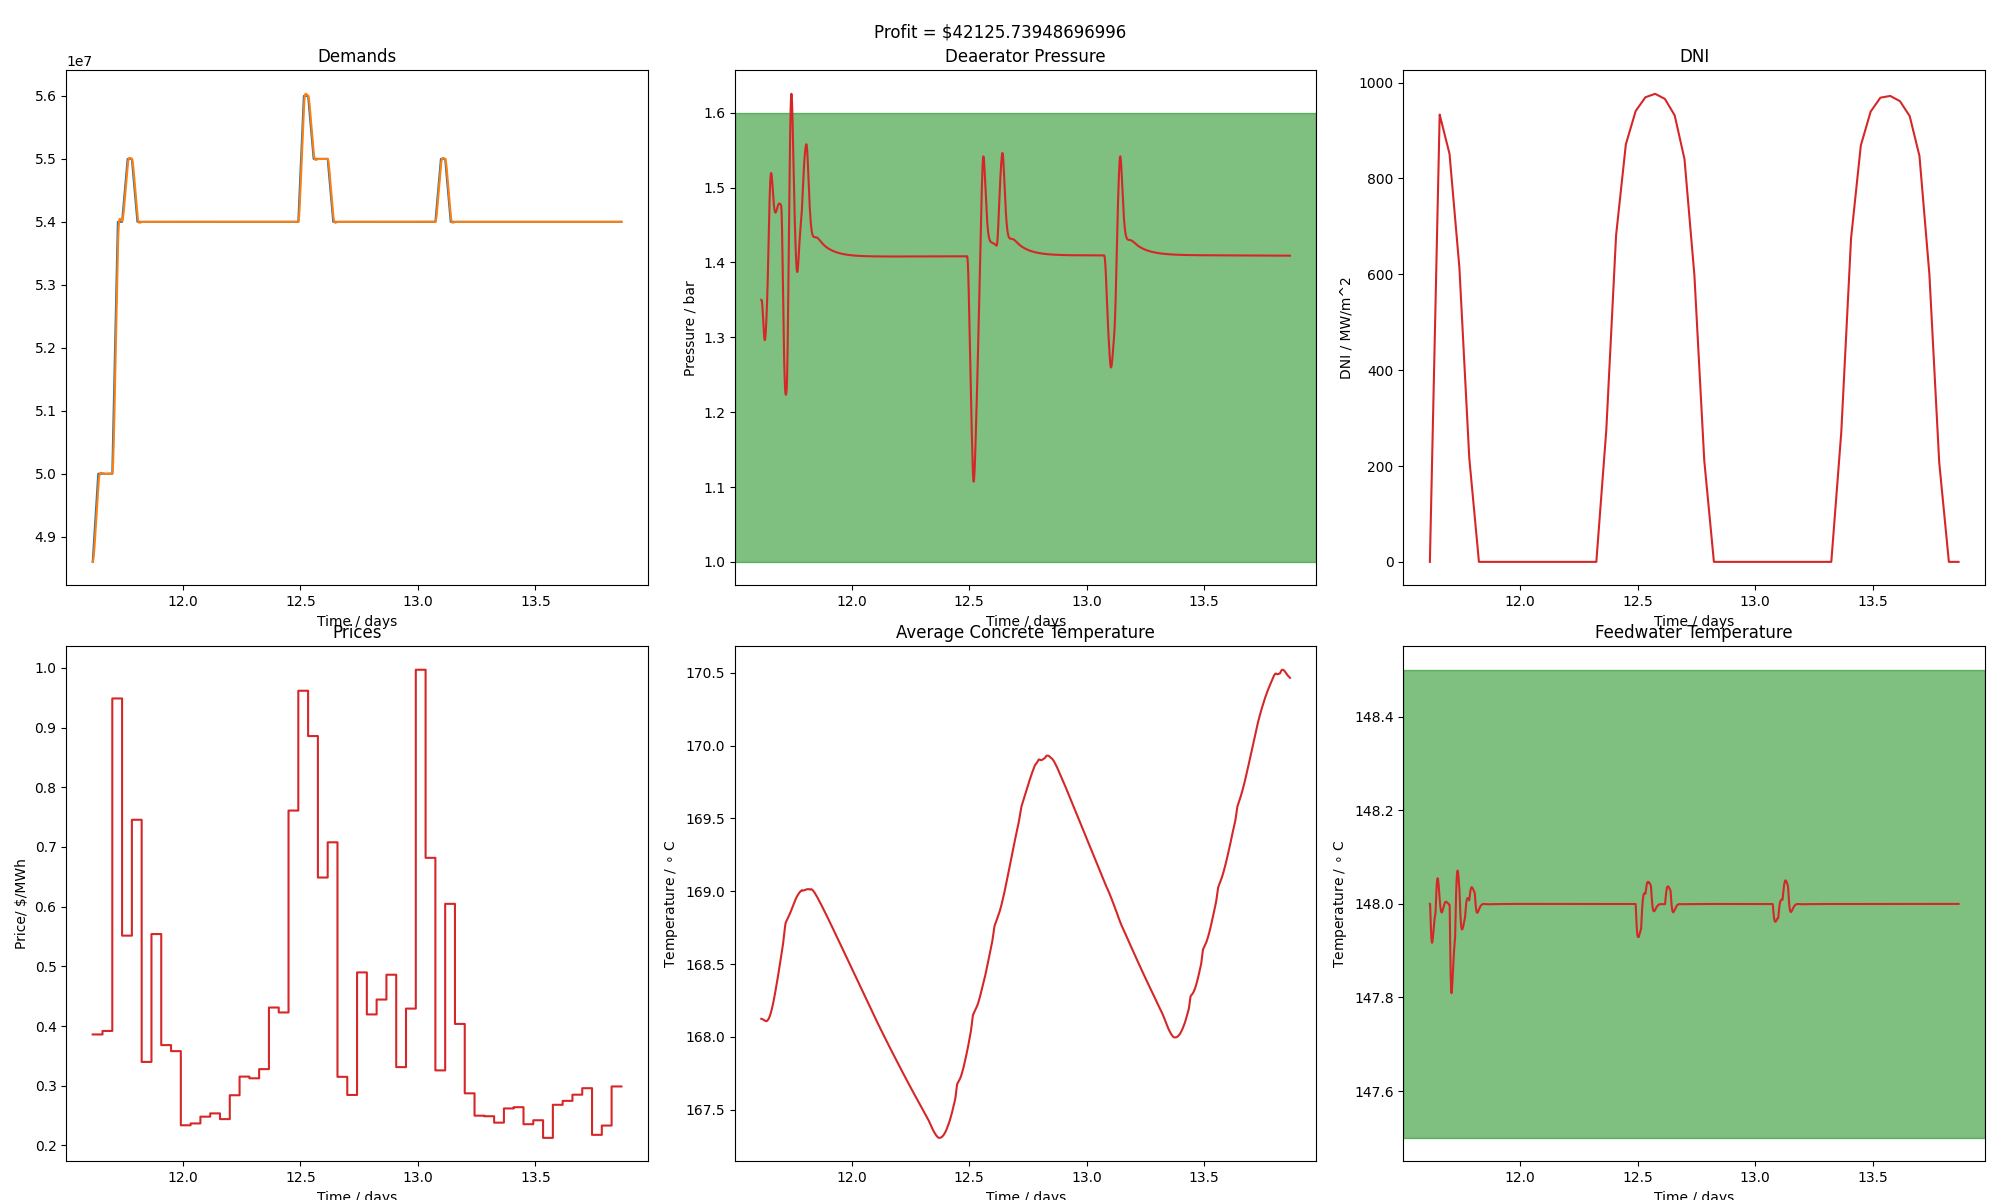 Profit = $42125.73948696996
Demands
1e7
5.6
5.5
5.4
5.3
5.2
5.1
5.0
4.9
12.0 12.5 13.0 13.5
Time / days
Deaerator Pressure
Pressure / bar
1.6
1.5
1.4
1.3
1.2
1.1
1.0
12.0 12.5 13.0 13.5
Time / days
DNI
DNI / MW/m^2
1000
800
600
400
200
0
12.0 12.5 13.0 13.5
Time / days
Prices
Price/ $/MWh
1.0
0.9
0.8
0.7
0.6
0.5
0.4
0.3
0.2
12.0 12.5 13.0 13.5
Time / days
Average Concrete Temperature
Temperature / ∘ C
170.5
170.0
169.5
169.0
168.5
168.0
167.5
12.0 12.5 13.0 13.5
Time / days
Feedwater Temperature
Temperature / ∘ C
148.4
148.2
148.0
147.8
147.6
12.0 12.5 13.0 13.5
Time / days